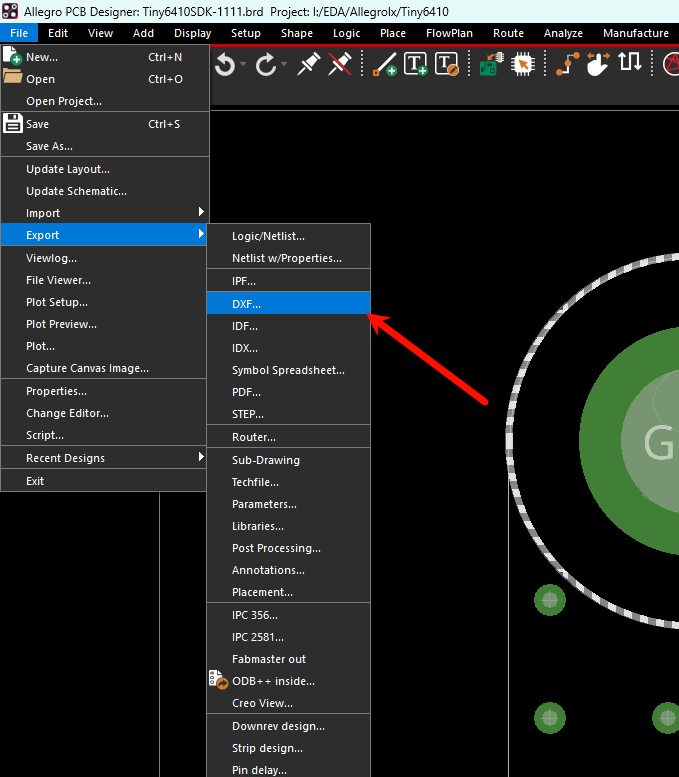 Allegro PCB Designer: Tiny6410SDK-1111.brd Project: I:/EDA/AllegroIx/Tiny6410
File Edit View Add Display Setup Shape Logic Place FlowPlan Route Analyze Manufacture
New... Ctrl+N
Open Ctrl+O
Open Project...
Save Ctrl+S
Save As...
Update Layout...
Update Schematic...
Import
Export
Viewlog...
File Viewer...
Plot Setup...
Plot Preview...
Plot...
Capture Canvas Image...
Properties...
Change Editor...
Script...
Recent Designs
Exit
Logic/Netlist...
Netlist w/Properties...
IPF...
DXF...
IDF...
IDX...
Symbol Spreadsheet...
PDF...
STEP...
Router...
Sub-Drawing
Techfile...
Parameters...
Libraries...
Post Processing...
Annotations...
Placement...
IPC 356...
IPC 2581...
Fabmaster out
ODB++ inside...
Creo View...
Downrev design...
Strip design...
Pin delay...
G